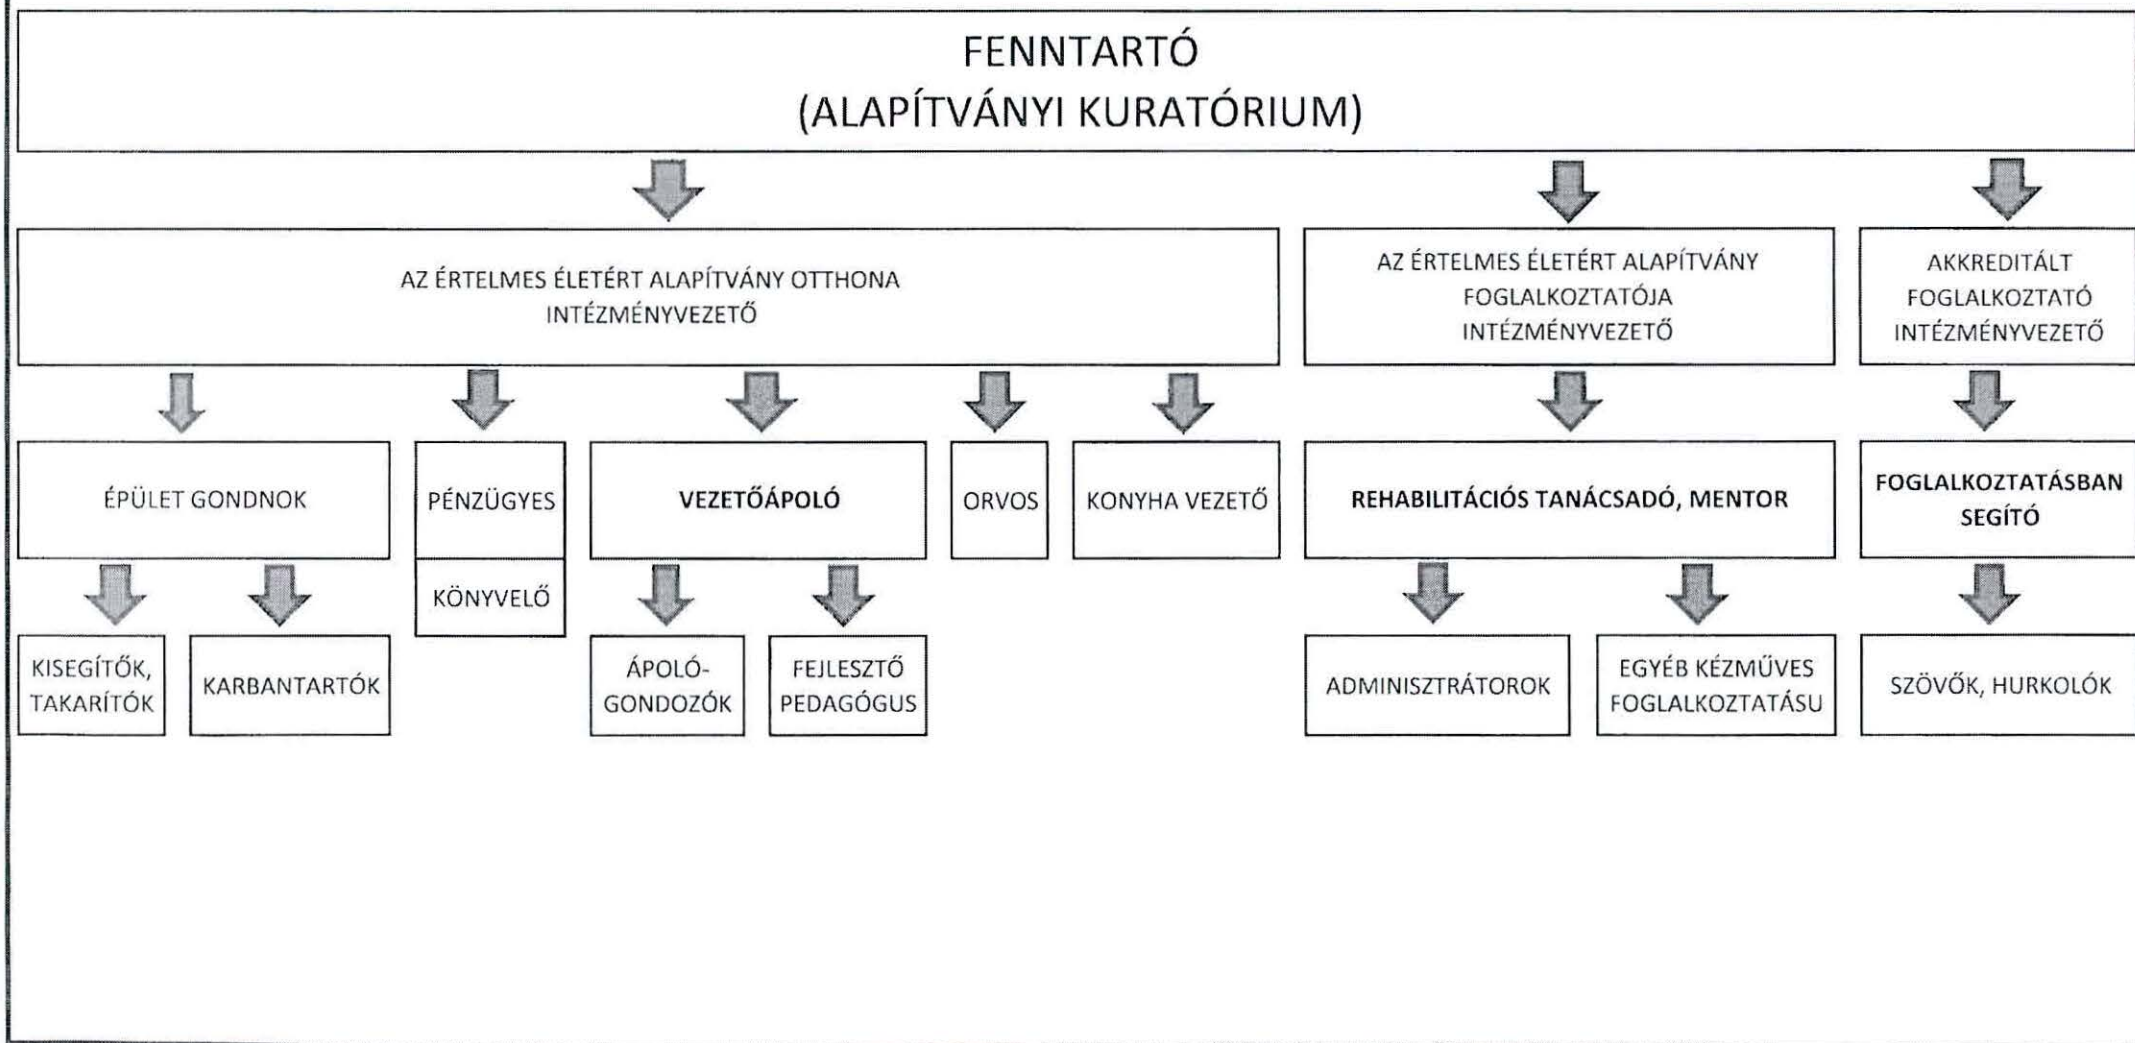 FENNTARTÓ
(ALAPÍTVÁNYI KURATÓRIUM)
AZ ÉRTELMES ÉLETÉRT ALAPÍTVÁNY OTTHONA
INTÉZMÉNYVEZETŐ
AZ ÉRTELMES ÉLETÉRT ALAPÍTVÁNY
FOGLALKOZTATÓJA
INTÉZMÉNYVEZETŐ
AKKREDITÁLT
FOGLALKOZTATÓ
INTÉZMÉNYVEZETŐ
ÉPÜLET GONDNOK
PÉNZÜGYES
KÖNYVELŐ
VEZETŐÁPOLÓ
ORVOS
KONYHA VEZETŐ
REHABILITÁCIÓS TANÁCSADÓ, MENTOR
FOGLALKOZTATÁSBAN
SEGÍTÓ
KISEGÍTŐK,
TAKARÍTÓK
KARBANTARTÓK
ÁPOLÓ-
GONDOZÓK
FEJLESZTŐ
PEDAGÓGUS
ADMINISZTRÁTOROK
EGYÉB KÉZMŰVES
FOGLALKOZTATÁSU
SZÖVŐK, HURKOLÓK